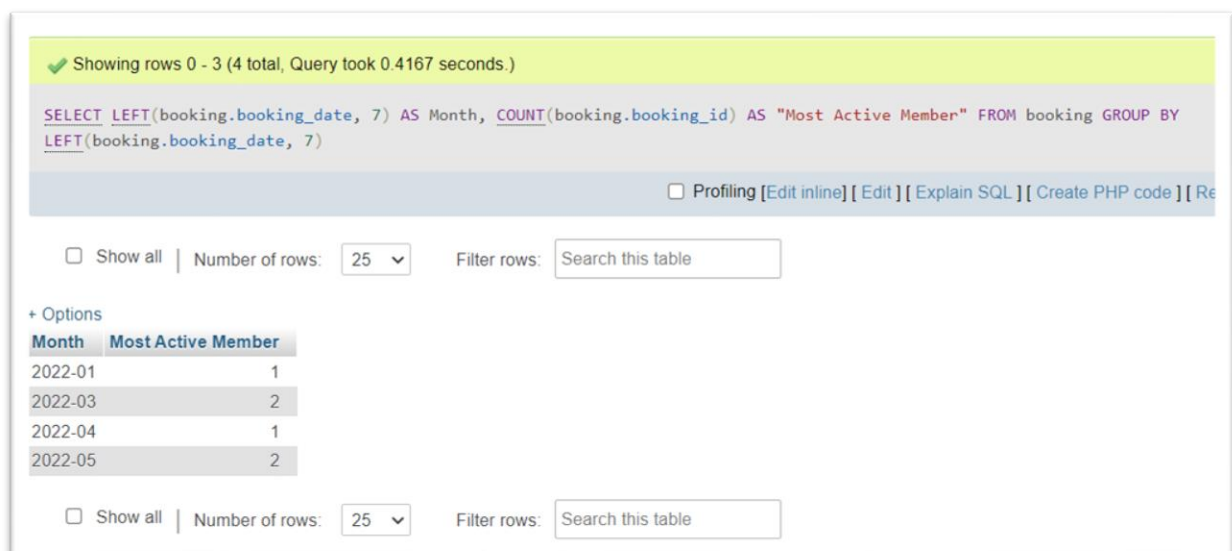 Showing rows 0 - 3 (4 total, Query took 0.4167 seconds.)
SELECT LEFT(booking.booking_date, 7) AS Month, COUNT(booking.booking_id) AS "Most Active Member" FROM booking GROUP BY
LEFT(booking.booking_date, 7)
Profiling [Edit inline] [ Edit ] [ Explain SQL ] [ Create PHP code ] [ Re
Show all | Number of rows: 25 Filter rows: Search this table
+ Options
Month Most Active Member
2022-01 1
2022-03 2
2022-04 1
2022-05 2
Show all | Number of rows: 25 Filter rows: Search this table